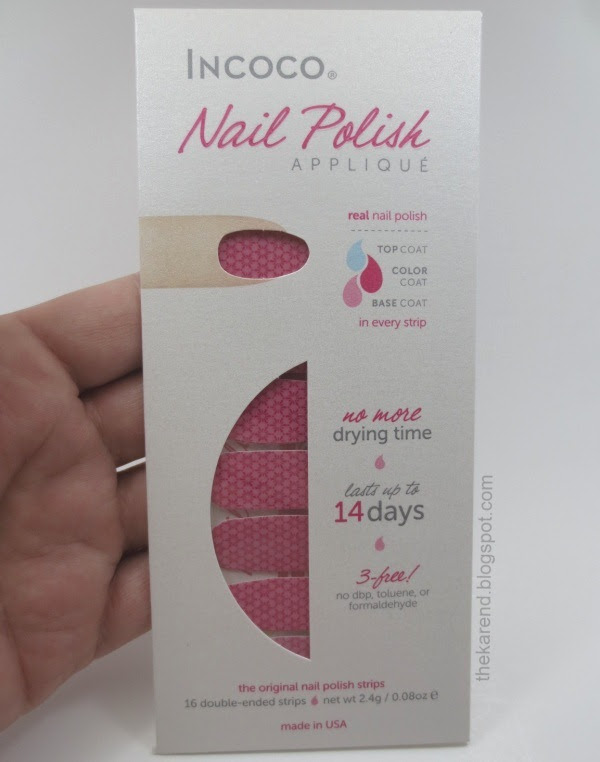 INCOCO®
Nail Polish
APPLIQUÉ
real nail polish
TOP COAT
COLOR
COAT
BASE COAT
in every strip
no more
drying time
lasts up to
14 days
3-free!
no dbp, toluene, or
formaldehyde
the original nail polish strips
16 double-ended strips net wt 2.4g / 0.08oz ℮
made in USA
thekarend.blogspot.com